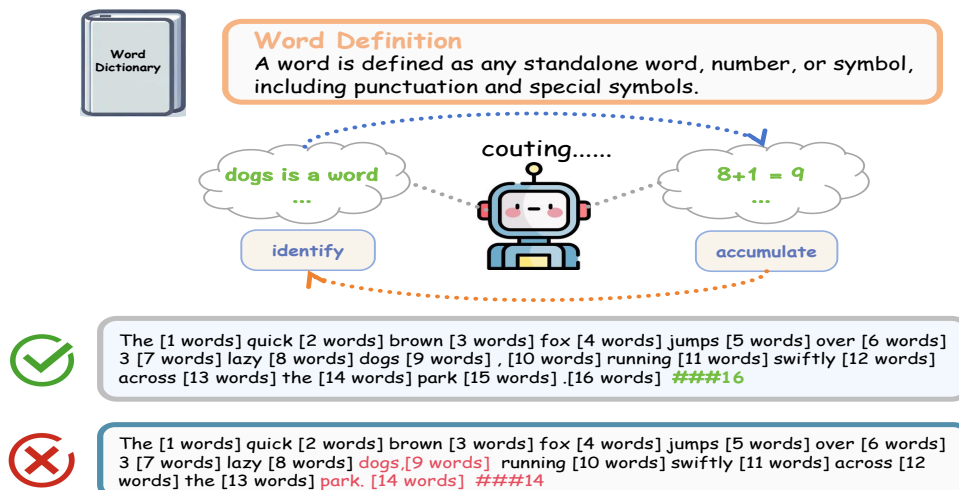 Word
Dictionary
Word Definition
A word is defined as any standalone word, number, or symbol,
including punctuation and special symbols.
couting......
dogs is a word
...
8+1 = 9
...
identify
accumulate
The [1 words] quick [2 words] brown [3 words] fox [4 words] jumps [5 words] over [6 words]
3 [7 words] lazy [8 words] dogs [9 words] , [10 words] running [11 words] swiftly [12 words]
across [13 words] the [14 words] park [15 words] .[16 words] ###16
The [1 words] quick [2 words] brown [3 words] fox [4 words] jumps [5 words] over [6 words]
3 [7 words] lazy [8 words] dogs,[9 words] running [10 words] swiftly [11 words] across [12
words] the [13 words] park. [14 words] ###14